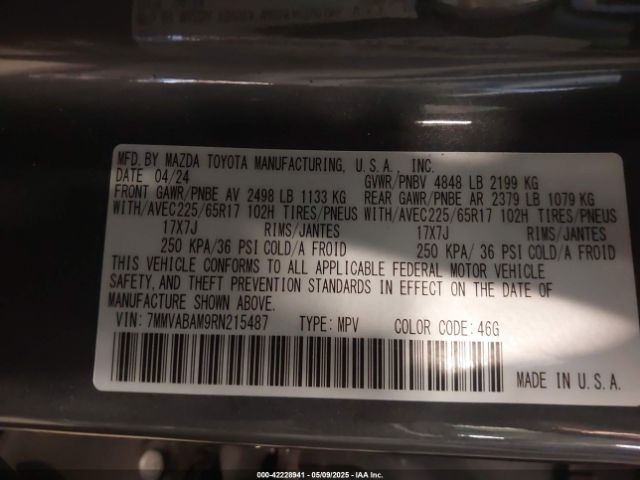 MFD. BY MAZDA TOYOTA MANUFACTURING, U.S.A., INC.
DATE 04/24 GVWR/PNBV 4848 LB 2199 KG
FRONT GAWR/PNBE AV 2498 LB 1133 KG REAR GAWR/PNBE AR 2379 LB 1079 KG
WITH/AVEC225/65R17 102H TIRES/PNEUS WITH/AVEC225/65R17 102H TIRES/PNEUS
17X7J RIMS/JANTES 17X7J RIMS/JANTES
250 KPA/36 PSI COLD/A FROID 250 KPA/ 36 PSI COLD/A FROID
THIS VEHICLE CONFORMS TO ALL APPLICABLE FEDERAL MOTOR VEHICLE
SAFETY, AND THEFT PREVENTION STANDARDS IN EFFECT ON THE DATE OF
MANUFACTURE SHOWN ABOVE.
VIN: 7MMVABAM9RN215487 TYPE: MPV COLOR CODE: 46G
MADE IN U.S.A.
000-42228941 - 05/09/2025 - IAA Inc.